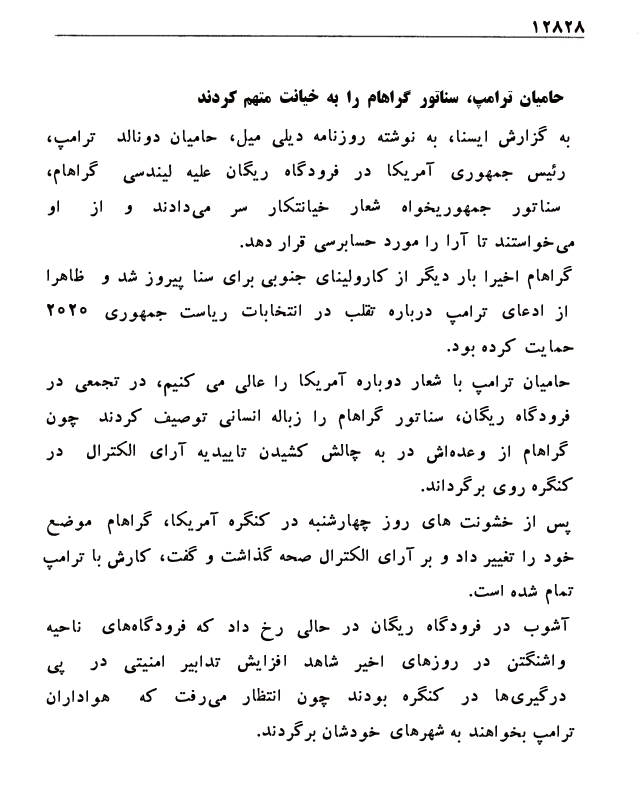 ۱۲۸۲۸
حامیان ترامپ، سناتور گراهام را به خیانت متهم کردند
به گزارش ایسنا، به نوشته روزنامه دیلی میل، حامیان دونالد ترامپ،
رئیس جمهوری آمریکا در فرودگاه ریگان علیه لیندسی گراهام،
سناتور جمهوریخواه شعار خیانتکار سر می‌دادند و از او
می‌خواستند تا آرا را مورد حسابرسی قرار دهد.
گراهام اخیرا بار دیگر از کارولینای جنوبی برای سنا پیروز شد و ظاهرا
از ادعای ترامپ درباره تقلب در انتخابات ریاست جمهوری ۲۰۲۰
حمایت کرده بود.
حامیان ترامپ با شعار دوباره آمریکا را عالی می کنیم، در تجمعی در
فرودگاه ریگان، سناتور گراهام را زباله انسانی توصیف کردند چون
گراهام از وعده‌اش در به چالش کشیدن تاییدیه آرای الکترال در
کنگره روی برگرداند.
پس از خشونت های روز چهارشنبه در کنگره آمریکا، گراهام موضع
خود را تغییر داد و بر آرای الکترال صحه گذاشت و گفت، کارش با ترامپ
تمام شده است.
آشوب در فرودگاه ریگان در حالی رخ داد که فرودگاه‌های ناحیه
واشنگتن در روزهای اخیر شاهد افزایش تدابیر امنیتی در پی
درگیری‌ها در کنگره بودند چون انتظار می‌رفت که هواداران
ترامپ بخواهند به شهرهای خودشان برگردند.